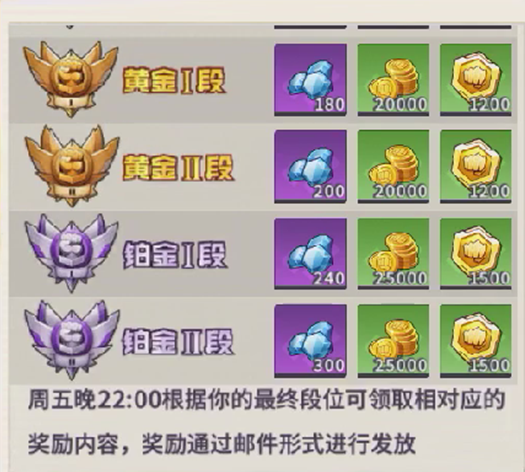 黄金I段
180
20000
1200
黄金II段
200
20000
1200
铂金I段
240
25000
1500
铂金II段
300
25000
1500
周五晚22:00根据你的最终段位可领取相对应的
奖励内容，奖励通过邮件形式进行发放